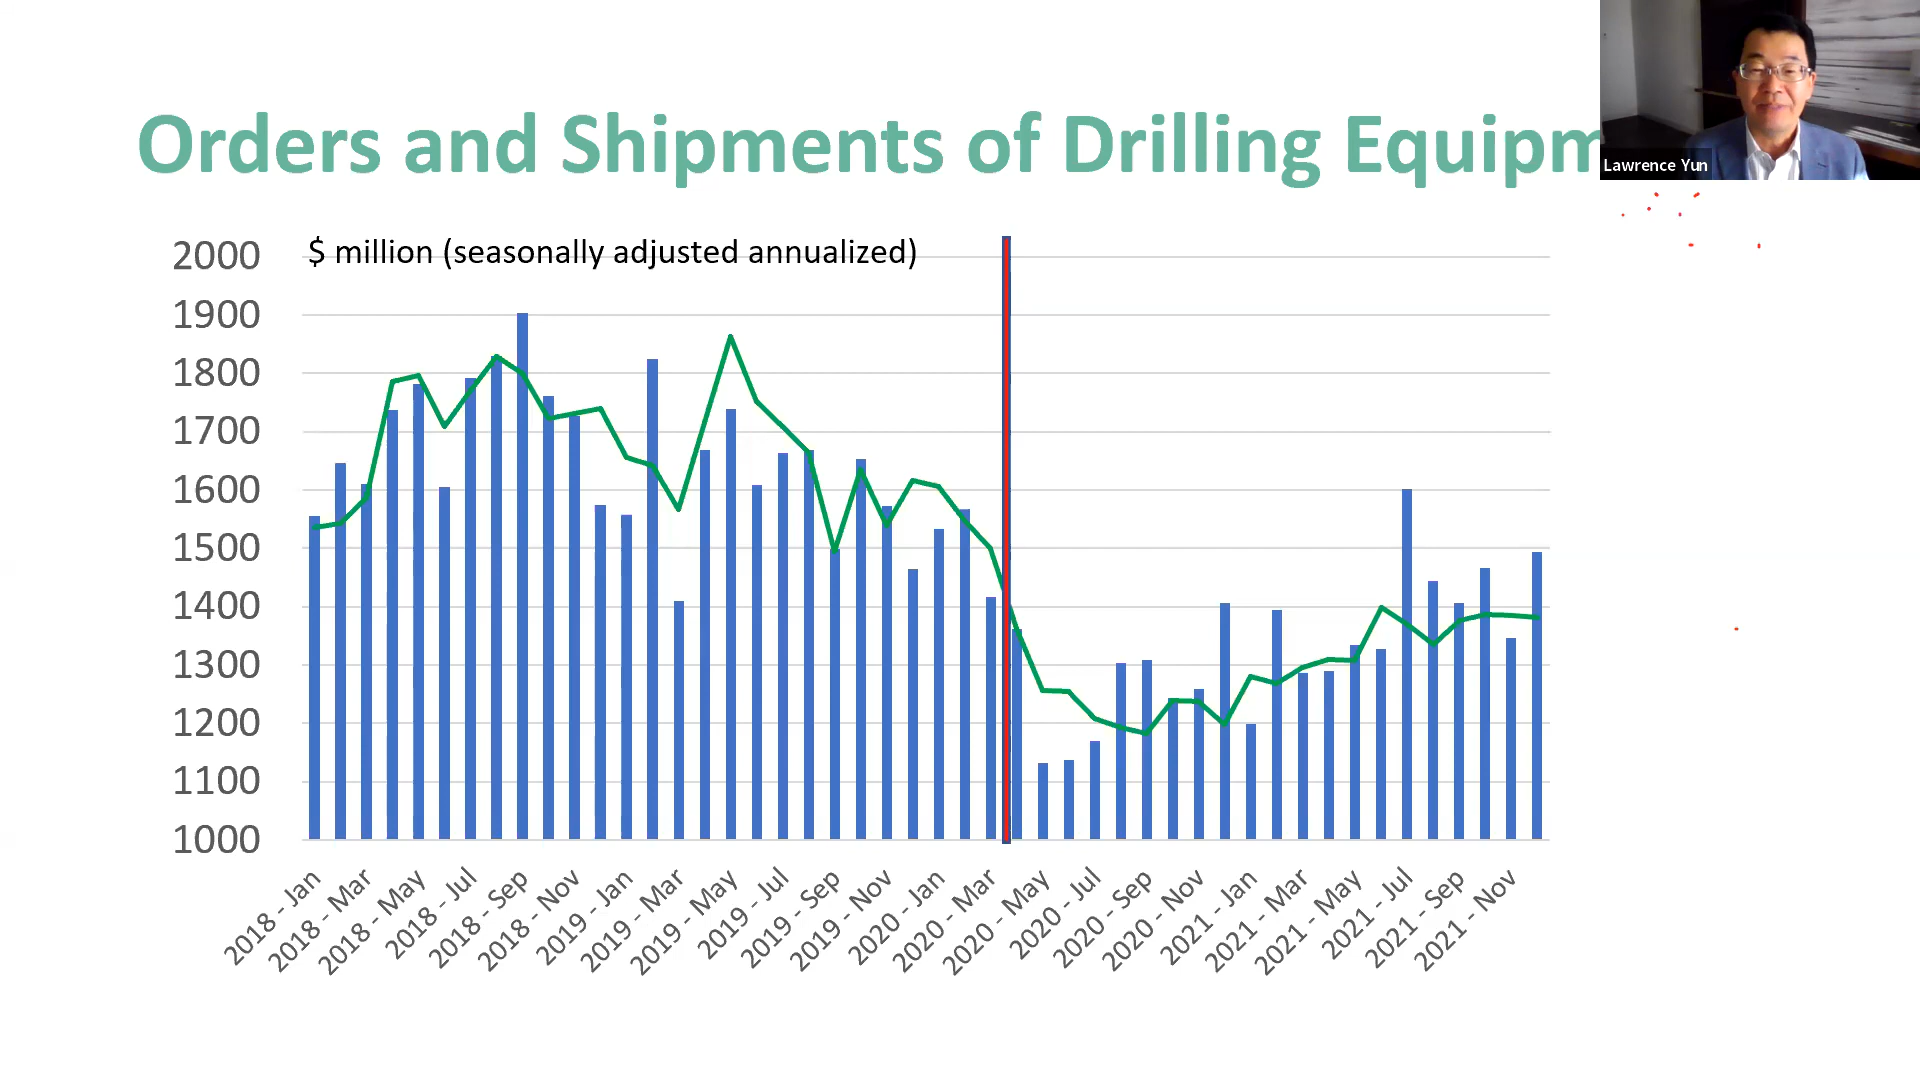 Orders and Shipments of Drilling Equipm
Lawrence Yun
$ million (seasonally adjusted annualized)
2000
1900
1800
1700
1600
1500
1400
1300
1200
1100
1000
2018 - Jan
2018 - Mar
2018 - May
2018 - Jul
2018 - Sep
2018 - Nov
2019 - Jan
2019 - Mar
2019 - May
2019 - Jul
2019 - Sep
2019 - Nov
2020 - Jan
2020 - Mar
2020 - May
2020 - Jul
2020 - Sep
2020 - Nov
2021 - Jan
2021 - Mar
2021 - May
2021 - Jul
2021 - Sep
2021 - Nov